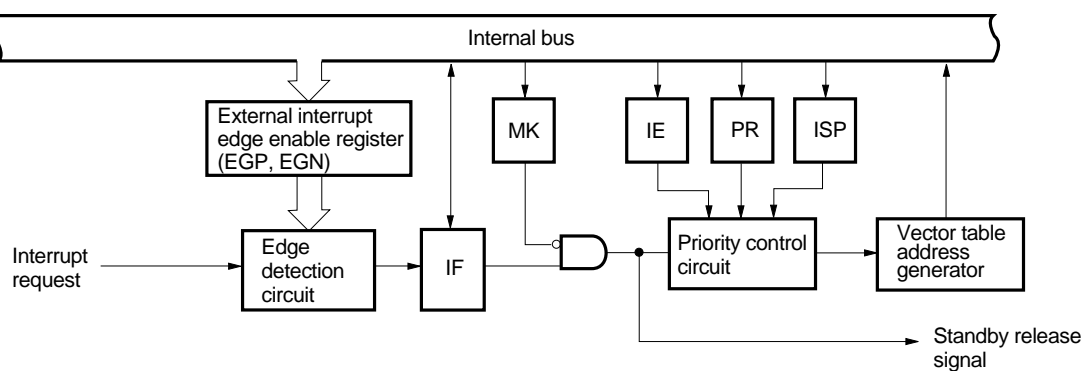 Internal bus
External interrupt
edge enable register
(EGP, EGN)
MK
IE
PR
ISP
Interrupt
request
Edge
detection
circuit
IF
Priority control
circuit
Vector table
address
generator
Standby release
signal